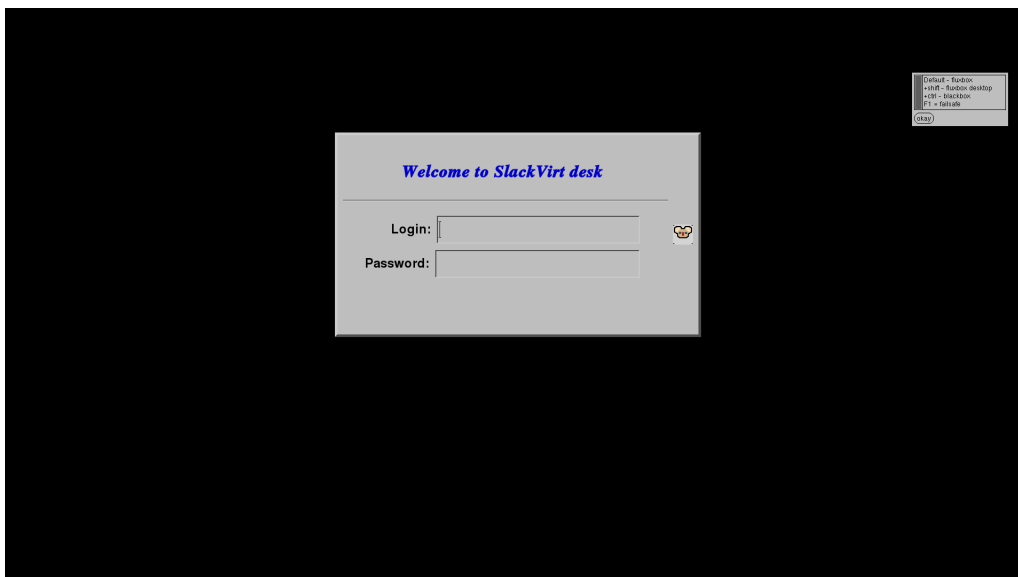 Default - fluxbox
+shift - fluxbox desktop
+ctrl - blackbox
F1 = failsafe
okay
Welcome to SlackVirt desk
Login:
Password: